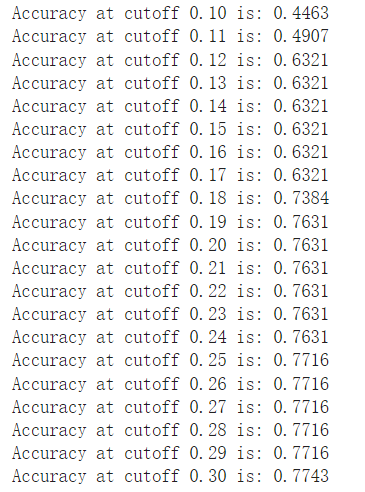 Accuracy at cutoff 0.10 is: 0.4463
Accuracy at cutoff 0.11 is: 0.4907
Accuracy at cutoff 0.12 is: 0.6321
Accuracy at cutoff 0.13 is: 0.6321
Accuracy at cutoff 0.14 is: 0.6321
Accuracy at cutoff 0.15 is: 0.6321
Accuracy at cutoff 0.16 is: 0.6321
Accuracy at cutoff 0.17 is: 0.6321
Accuracy at cutoff 0.18 is: 0.7384
Accuracy at cutoff 0.19 is: 0.7631
Accuracy at cutoff 0.20 is: 0.7631
Accuracy at cutoff 0.21 is: 0.7631
Accuracy at cutoff 0.22 is: 0.7631
Accuracy at cutoff 0.23 is: 0.7631
Accuracy at cutoff 0.24 is: 0.7631
Accuracy at cutoff 0.25 is: 0.7716
Accuracy at cutoff 0.26 is: 0.7716
Accuracy at cutoff 0.27 is: 0.7716
Accuracy at cutoff 0.28 is: 0.7716
Accuracy at cutoff 0.29 is: 0.7716
Accuracy at cutoff 0.30 is: 0.7743